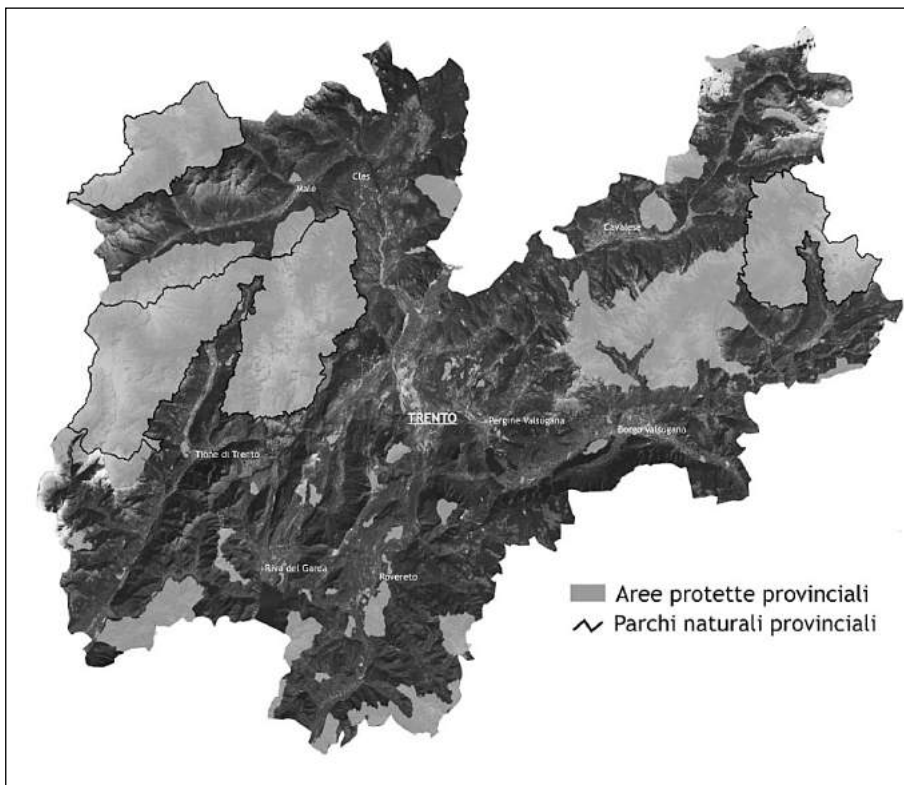 Malé
Cles
Cavalese
TRENTO
Pergine Valsugana
Borgo Valsugana
Tione di Trento
Riva del Garda
Rovereto
Aree protette provinciali
Parchi naturali provinciali